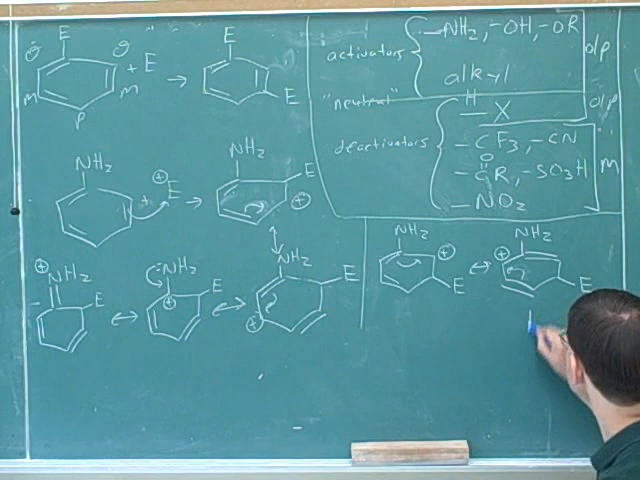 E
E
o
o
+ E
→
m
m
p
E
E
activators
—NH₂, —OH, —OR
alkyl
o/p
"neutral"
H
deactivators
—X
o/p
—CF₃, —CN
O
—CR, —SO₃H
—NO₂
m
NH₂
+
⊕
E
→
NH₂
E
⊕
↕
⊕
NH₂
E
↔
NH₂
⊕
E
↔
NH₂
E
⊕
NH₂
⊕
E
↔
⊕
NH₂
E